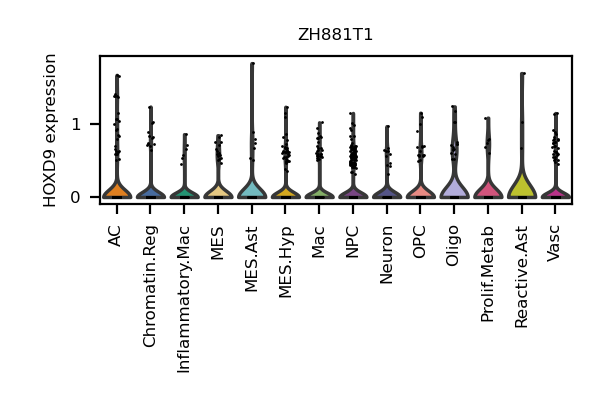 ZH881T1
HOXD9 expression
1
0
AC
Chromatin.Reg
Inflammatory.Mac
MES
MES.Ast
MES.Hyp
Mac
NPC
Neuron
OPC
Oligo
Prolif.Metab
Reactive.Ast
Vasc